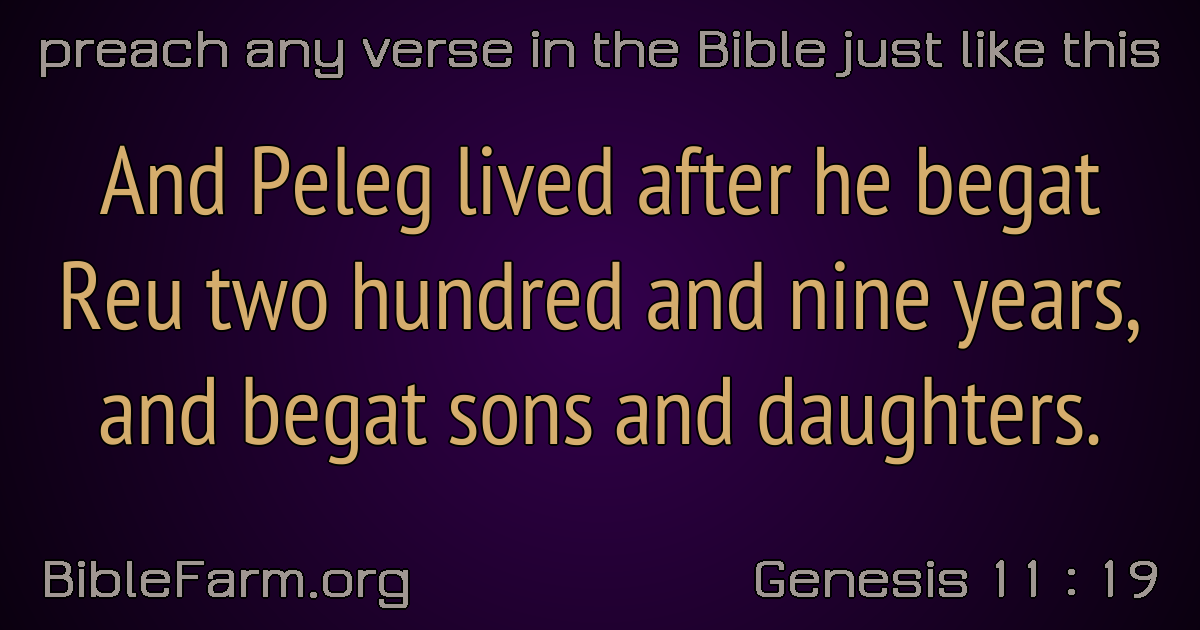 preach any verse in the Bible just like this
And Peleg lived after he begat
Reu two hundred and nine years,
and begat sons and daughters.
BibleFarm.org
Genesis 11 : 19